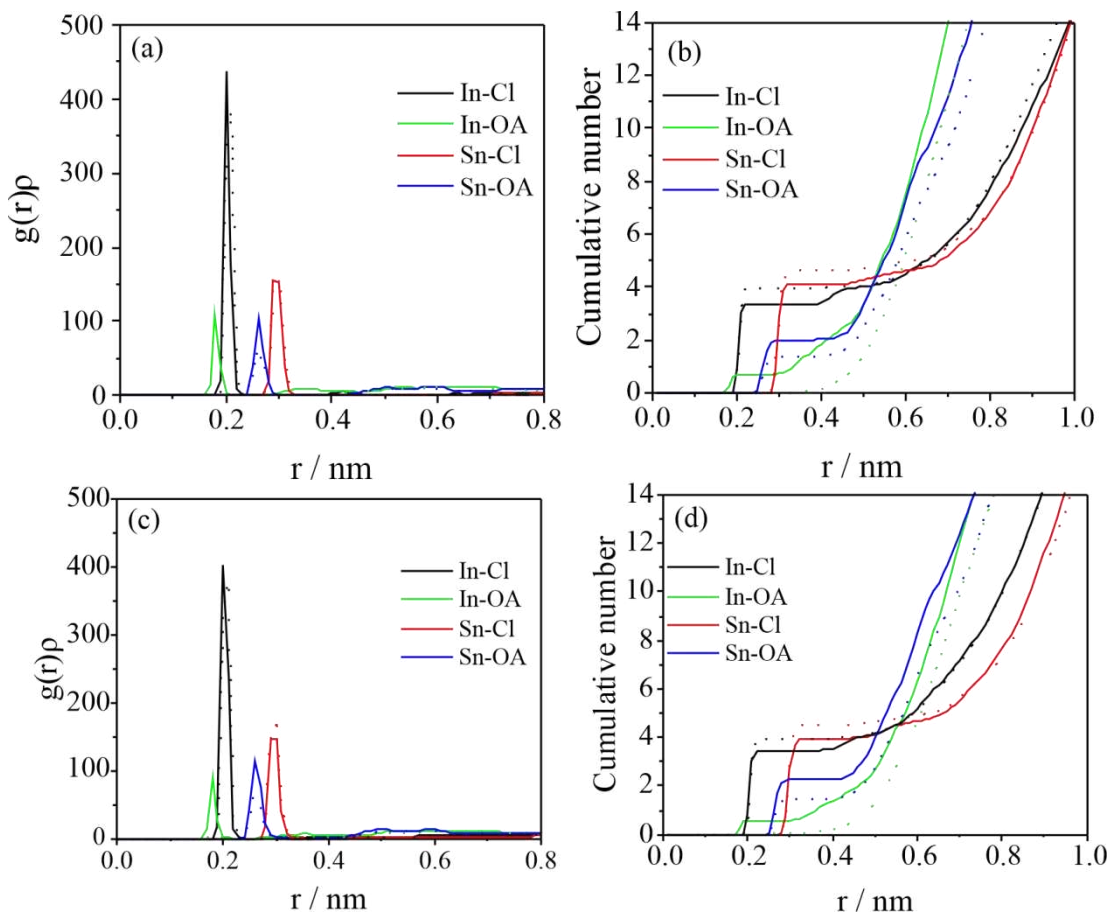 (a)
g(r)ρ
500
400
300
200
100
0
In-Cl
In-OA
Sn-Cl
Sn-OA
0.0 0.2 0.4 0.6 0.8
r / nm
(b)
Cumulative number
14
12
10
8
6
4
2
0
In-Cl
In-OA
Sn-Cl
Sn-OA
0.0 0.2 0.4 0.6 0.8 1.0
r / nm
(c)
g(r)ρ
500
400
300
200
100
0
In-Cl
In-OA
Sn-Cl
Sn-OA
0.0 0.2 0.4 0.6 0.8
r / nm
(d)
Cumulative number
14
12
10
8
6
4
2
0
In-Cl
In-OA
Sn-Cl
Sn-OA
0.0 0.2 0.4 0.6 0.8 1.0
r / nm